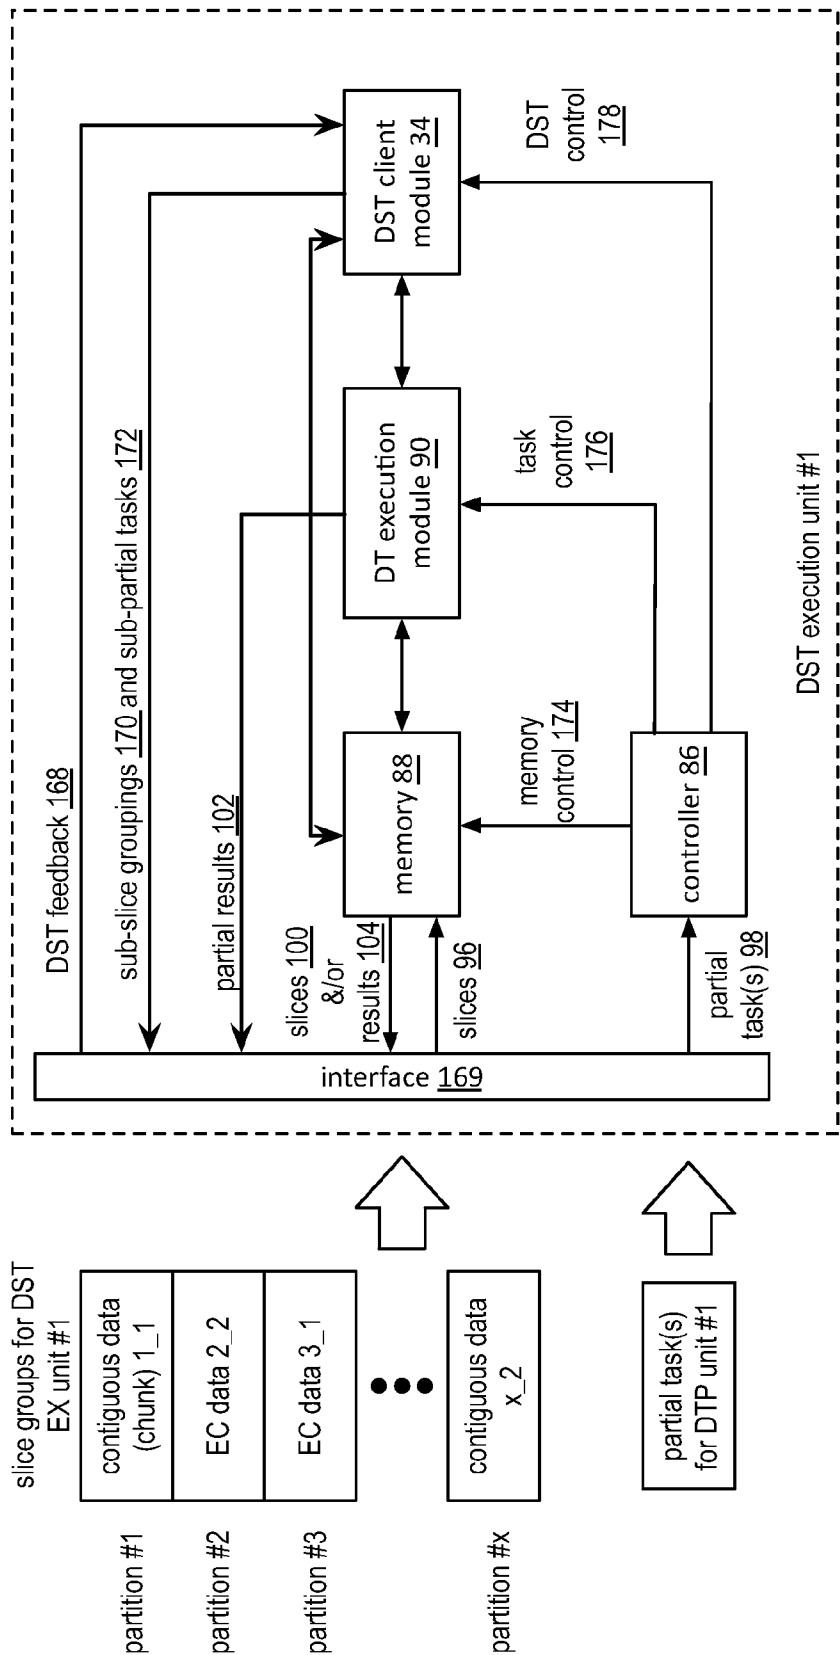 slice groups for DST
EX unit #1
partition #1
contiguous data
(chunk) 1_1
partition #2
EC data 2_2
partition #3
EC data 3_1
partition #x
contiguous data
x_2
partial task(s)
for DTP unit #1
interface 169
DST feedback 168
sub-slice groupings 170 and sub-partial tasks 172
partial results 102
slices 100
&/or
results 104
slices 96
partial
task(s) 98
memory 88
memory
control 174
controller 86
DT execution
module 90
task
control
176
DST client
module 34
DST
control
178
DST execution unit #1